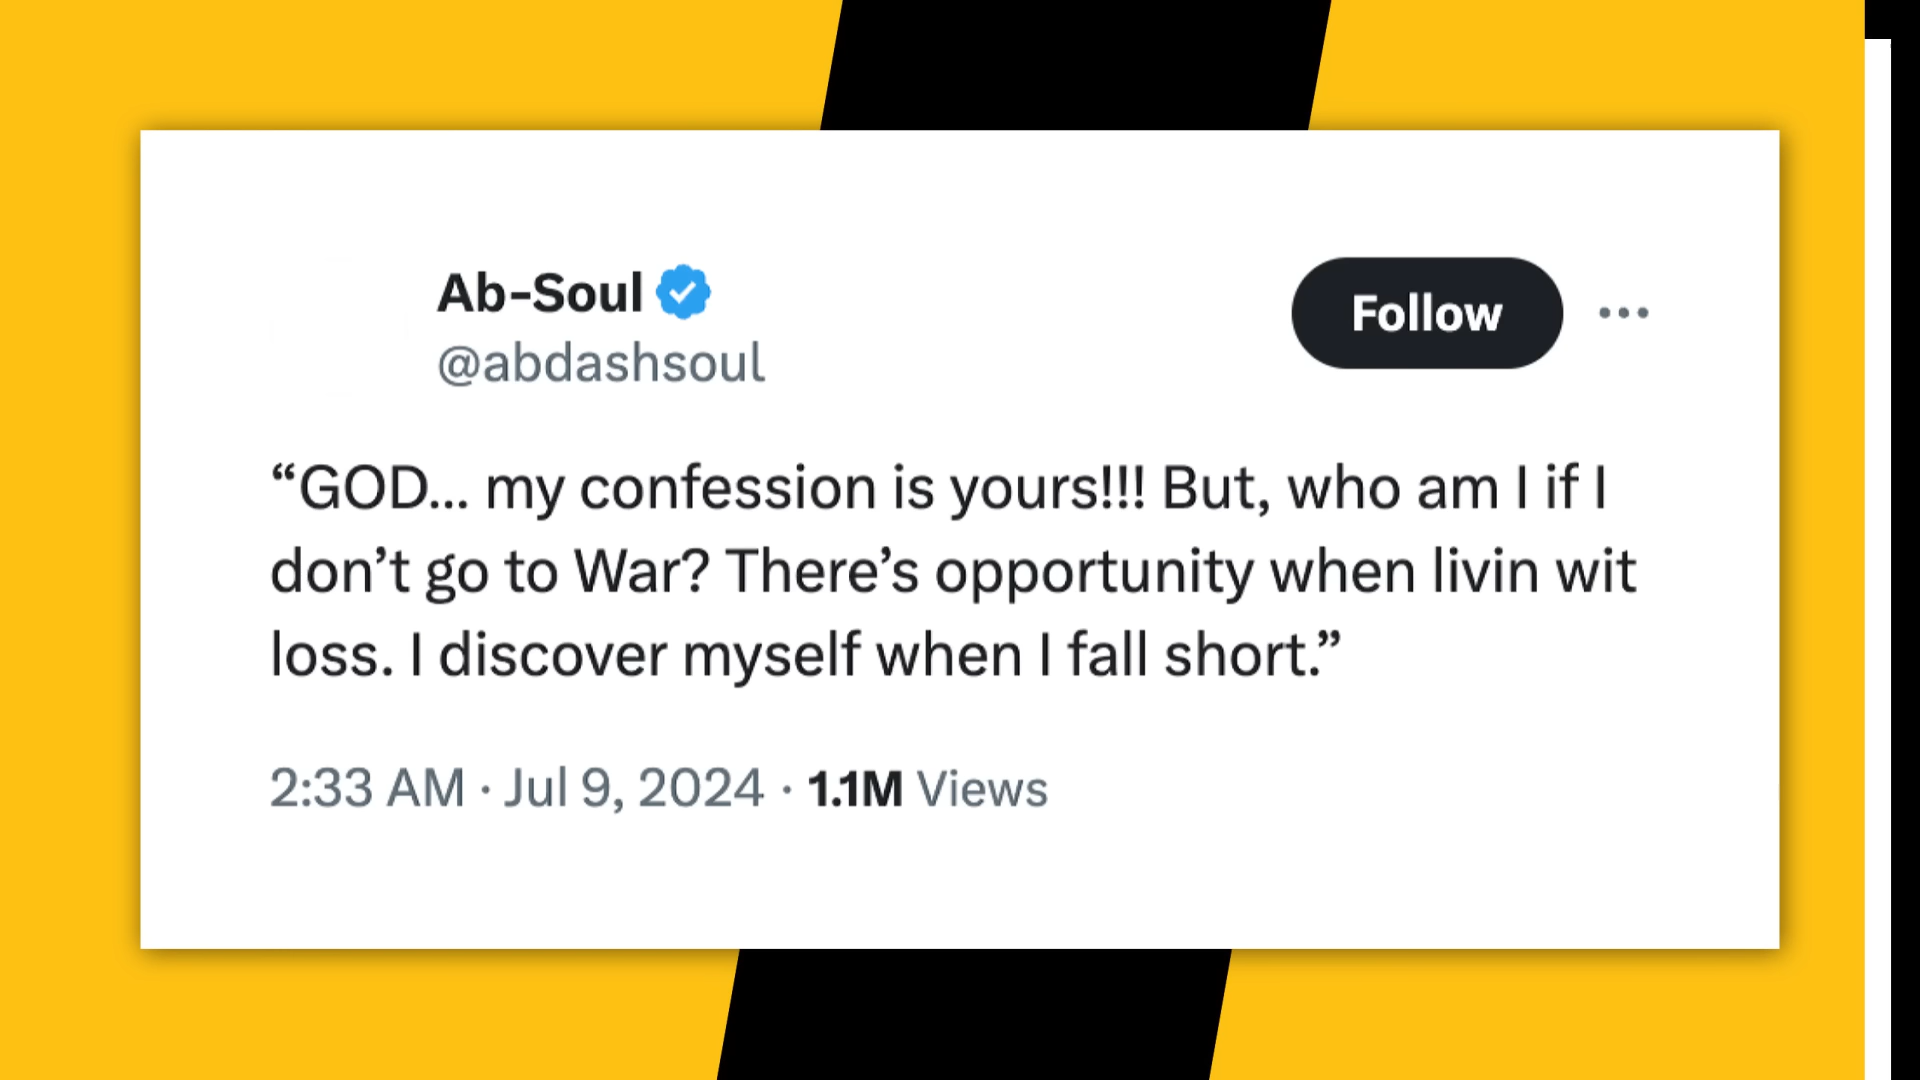 Ab-Soul
@abdashsoul
Follow
“GOD... my confession is yours!!! But, who am I if I
don’t go to War? There’s opportunity when livin wit
loss. I discover myself when I fall short.”
2:33 AM · Jul 9, 2024 · 1.1M Views